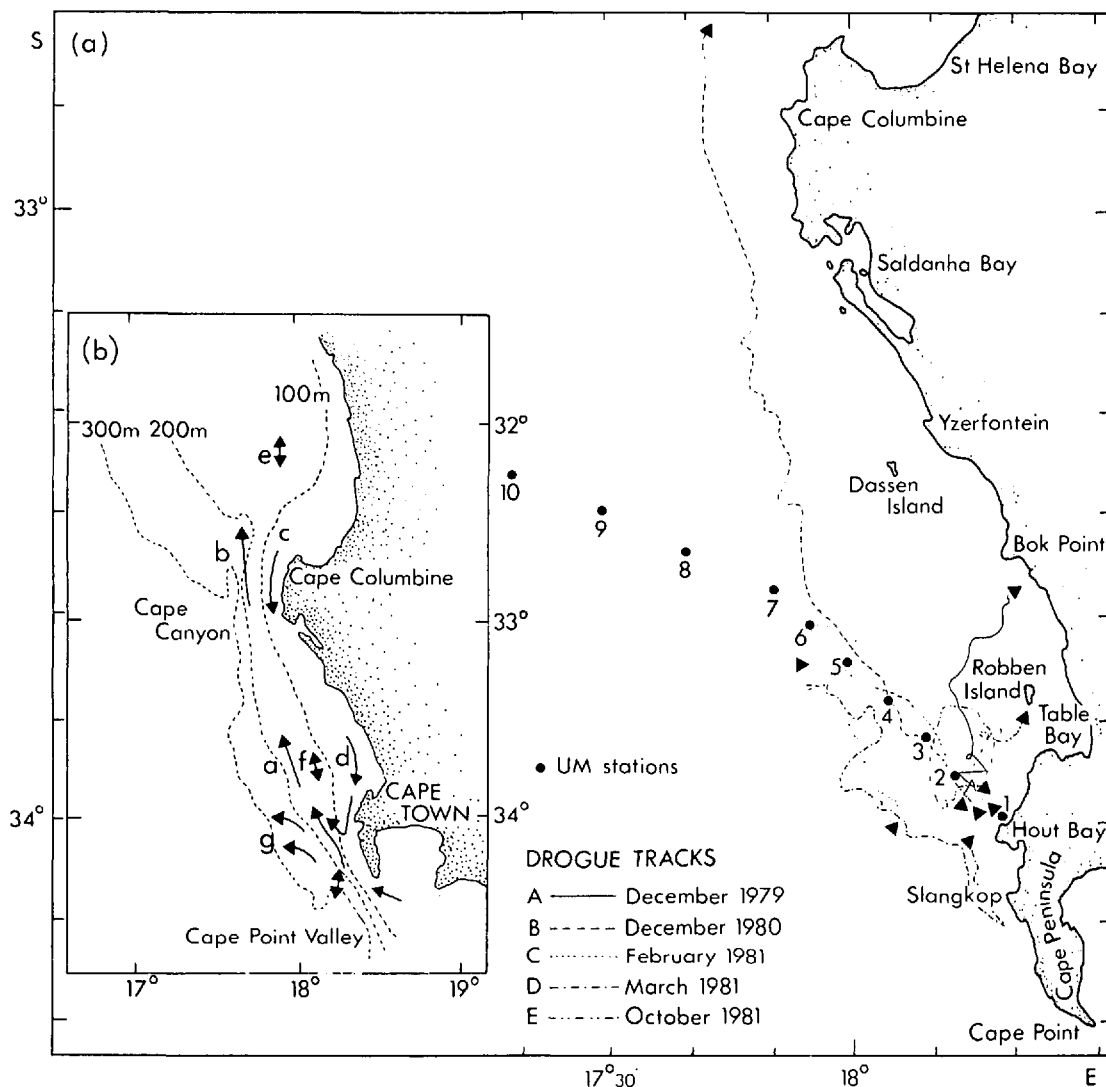 S
(a)
St Helena Bay
Cape Columbine
33°
Saldanha Bay
Yzerfontein
Dassen
Island
Bok Point
Robben
Island
Table
Bay
10
9
8
7
6
5
4
3
2
1
Hout Bay
UM stations
34°
Slangkop
Cape Peninsula
Cape Point
DROGUE TRACKS
A December 1979
B December 1980
C February 1981
D March 1981
E October 1981
17°30
18°
E
(b)
100m
300m 200m
32°
e
c
b
Cape Columbine
Cape
Canyon
33°
a
f
d
CAPE
TOWN
34°
g
Cape Point Valley
17°
18°
19°